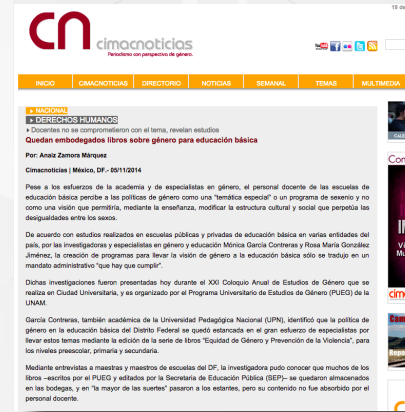 19 de
cn cimacnoticias
Periodismo con perspectiva de género.
INICIO CIMACNOTICIAS DIRECTORIO NOTICIAS SEMANAL TEMAS MULTIMEDIA
NACIONAL
DERECHOS HUMANOS
Docentes no se comprometieron con el tema, revelan estudios
Quedan embodegados libros sobre género para educación básica
Por: Anaiz Zamora Márquez
Cimacnoticias | México, DF.- 05/11/2014
Pese a los esfuerzos de la academia y de especialistas en género, el personal docente de las escuelas de
educación básica percibe a las políticas de género como una "temática especial" o un programa de sexenio y no
como una visión que permitiría, mediante la enseñanza, modificar la estructura cultural y social que perpetúa las
desigualdades entre los sexos.
De acuerdo con estudios realizados en escuelas públicas y privadas de educación básica en varias entidades del
país, por las investigadoras y especialistas en género y educación Mónica García Contreras y Rosa María González
Jiménez, la creación de programas para llevar la visión de género a la educación básica sólo se tradujo en un
mandato administrativo "que hay que cumplir".
Dichas investigaciones fueron presentadas hoy durante el XXI Coloquio Anual de Estudios de Género que se
realiza en Ciudad Universitaria, y es organizado por el Programa Universitario de Estudios de Género (PUEG) de la
UNAM.
García Contreras, también académica de la Universidad Pedagógica Nacional (UPN), identificó que la política de
género en la educación básica del Distrito Federal se quedó estancada en el gran esfuerzo de especialistas por
llevar estos temas mediante la edición de la serie de libros "Equidad de Género y Prevención de la Violencia", para
los niveles preescolar, primaria y secundaria.
Mediante entrevistas a maestras y maestros de escuelas del DF, la investigadora pudo conocer que muchos de los
libros –escritos por el PUEG y editados por la Secretaría de Educación Pública (SEP)– se quedaron almacenados
en las bodegas, y en "la mayor de las suertes" pasaron a los estantes, pero su contenido no fue absorbido por el
personal docente.